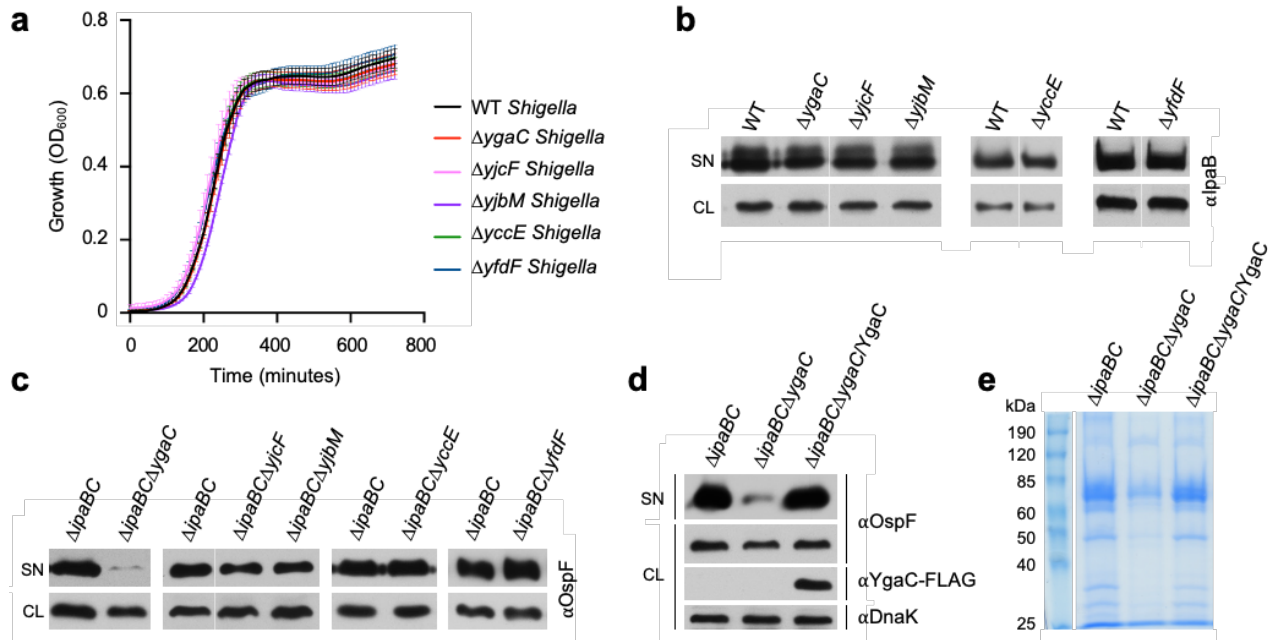 a
0.8
0.6
0.4
0.2
0
Growth (OD600)
0 200 400 600 800
Time (minutes)
WT Shigella
ΔygaC Shigella
ΔyjcF Shigella
ΔyjbM Shigella
ΔyccE Shigella
ΔyfdF Shigella
b
WT ΔygaC ΔyjcF ΔyjbM WT ΔyccE WT ΔyfdF
SN
CL
αIpaB
c
ΔipaBC ΔipaBCΔygaC ΔipaBC ΔipaBCΔyjcF ΔipaBCΔyjbM ΔipaBC ΔipaBCΔyccE ΔipaBC ΔipaBCΔyfdF
SN
CL
αOspF
d
ΔipaBC ΔipaBCΔygaC ΔipaBCΔygaC/YgaC
SN
CL
αOspF
αYgaC-FLAG
αDnaK
e
kDa
ΔipaBC ΔipaBCΔygaC ΔipaBCΔygaC/YgaC
190
120
85
60
50
40
25